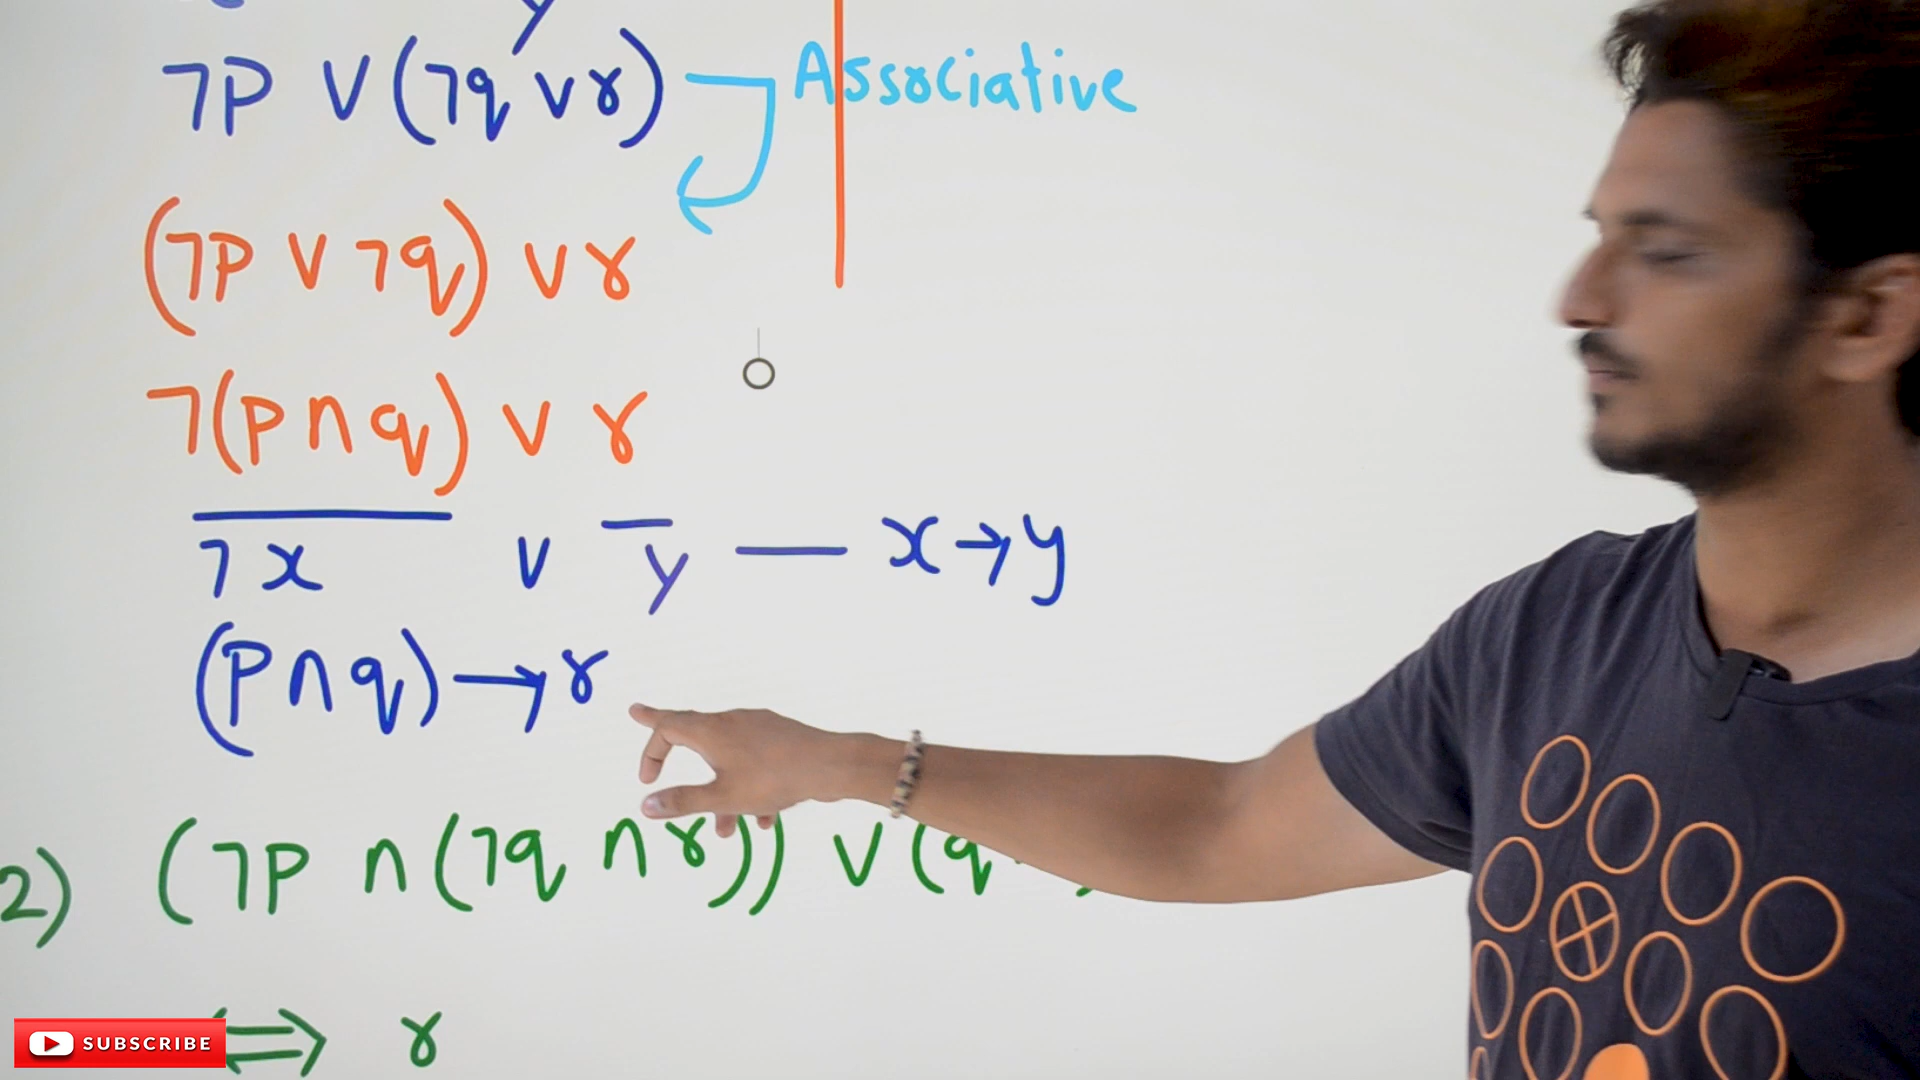 y
¬p ∨ (¬q ∨ r) Associative
(¬p ∨ ¬q) ∨ r
¬(p ∩ q) ∨ r
¬x ∨ y — x → y
(p ∩ q) → r
2) (¬p ∩ (¬q ∩ r)) ∨ (q
⇔ r
SUBSCRIBE